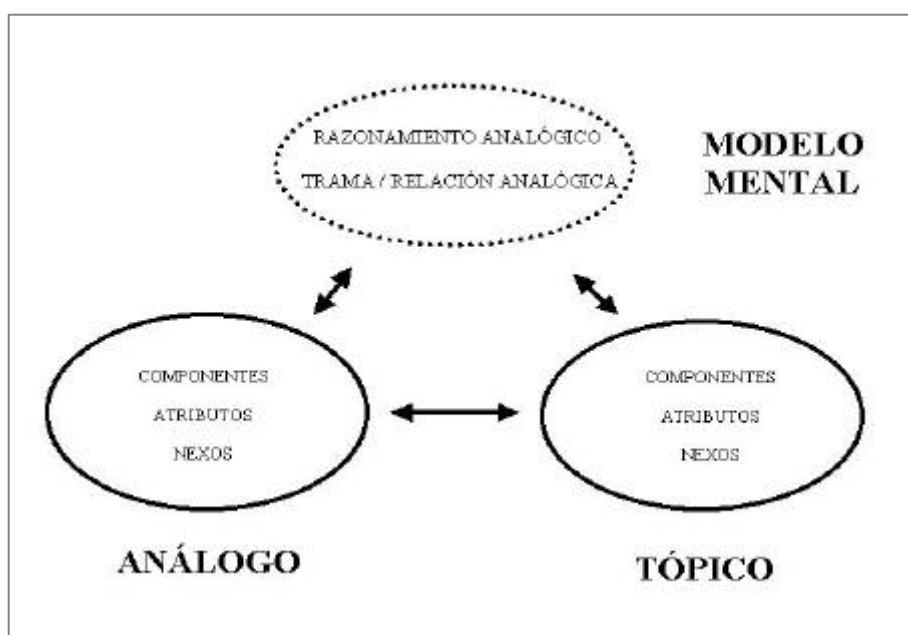 RAZONAMIENTO ANALÓGICO
TRAMA / RELACIÓN ANALÓGICA
MODELO
MENTAL
COMPONENTES
ATRIBUTOS
NEXOS
COMPONENTES
ATRIBUTOS
NEXOS
ANÁLOGO
TÓPICO